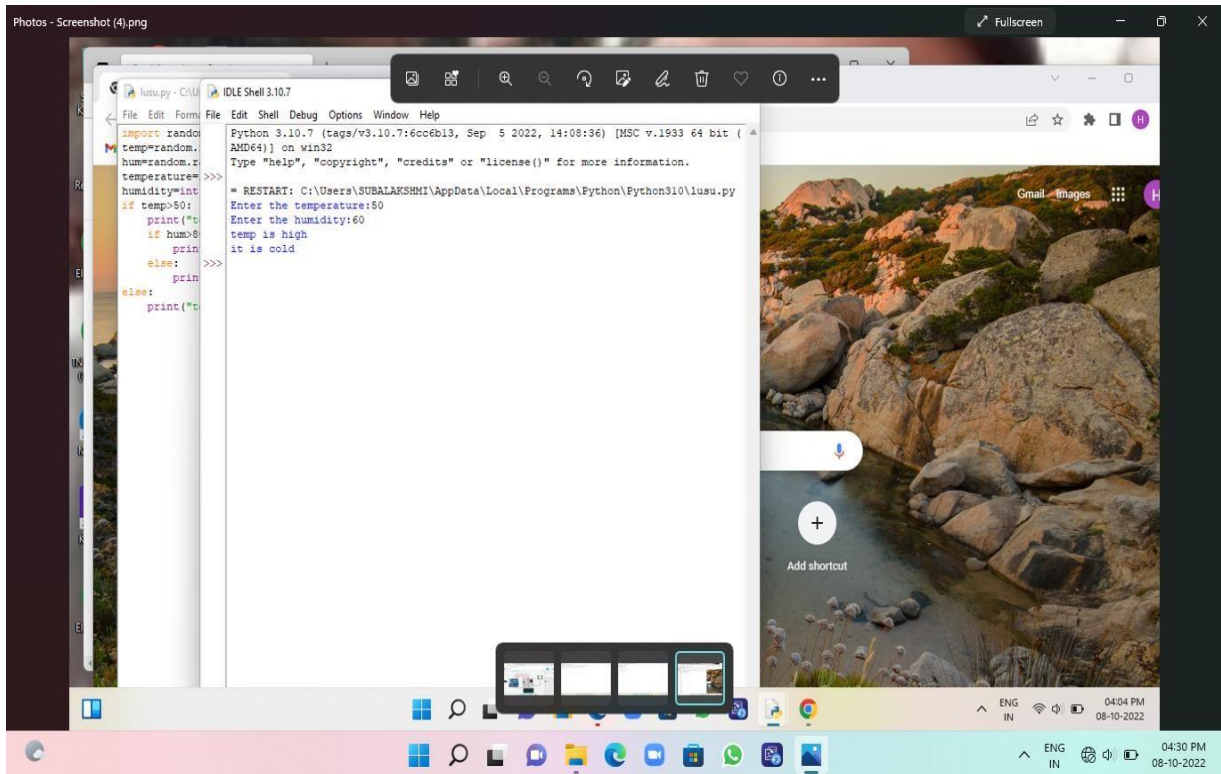 Photos - Screenshot (4).png
Fullscreen
lusu.py - C:\U
IDLE Shell 3.10.7
File Edit Forma
File Edit Shell Debug Options Window Help
import rando
temp=random.
hum=random.r
temperature=
humidity=int
if temp>50:
print("t
if hum>8
prin
else:
prin
else:
print("t
Python 3.10.7 (tags/v3.10.7:6cc6b13, Sep 5 2022, 14:08:36) [MSC v.1933 64 bit (
AMD64)] on win32
Type "help", "copyright", "credits" or "license()" for more information.
>>>
= RESTART: C:\Users\SUBALAKSHMI\AppData\Local\Programs\Python\Python310\lusu.py
Enter the temperature:50
Enter the humidity:60
temp is high
it is cold
>>>
H
Gmail Images
H
Add shortcut
ENG
IN
04:04 PM
08-10-2022
ENG
IN
04:30 PM
08-10-2022